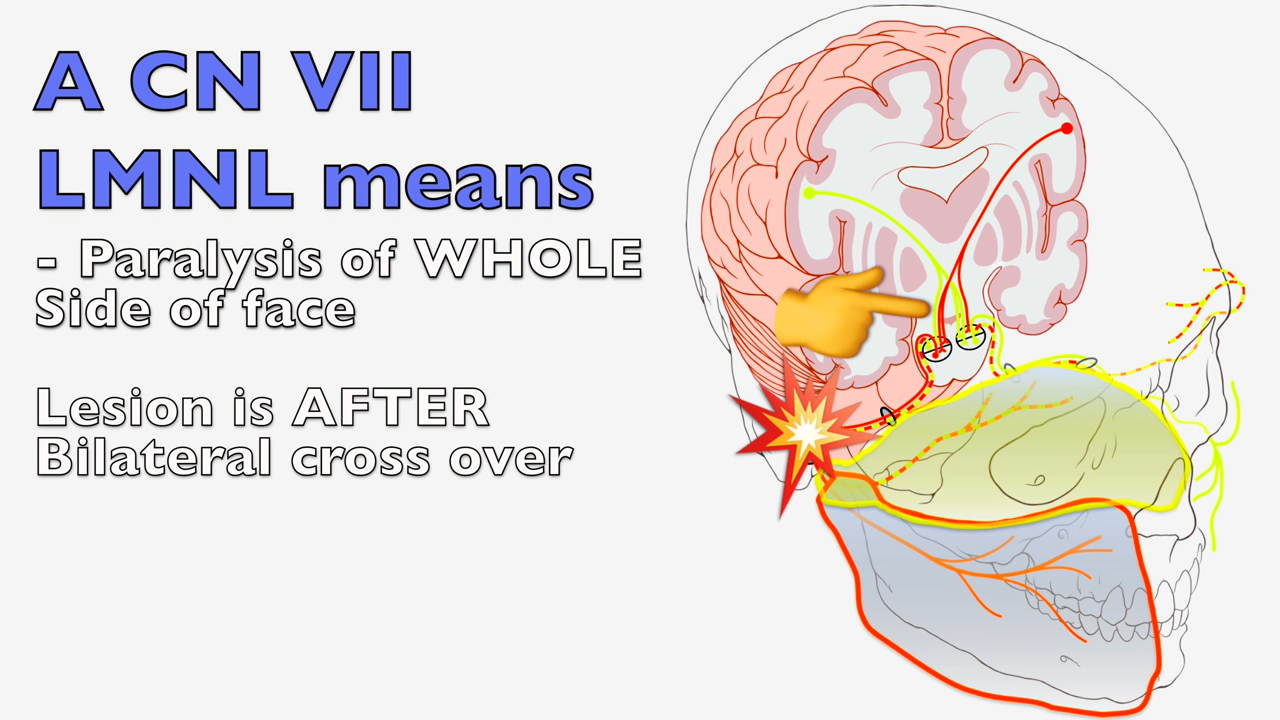 A CN VII
LMNL means
- Paralysis of WHOLE
Side of face
Lesion is AFTER
Bilateral cross over